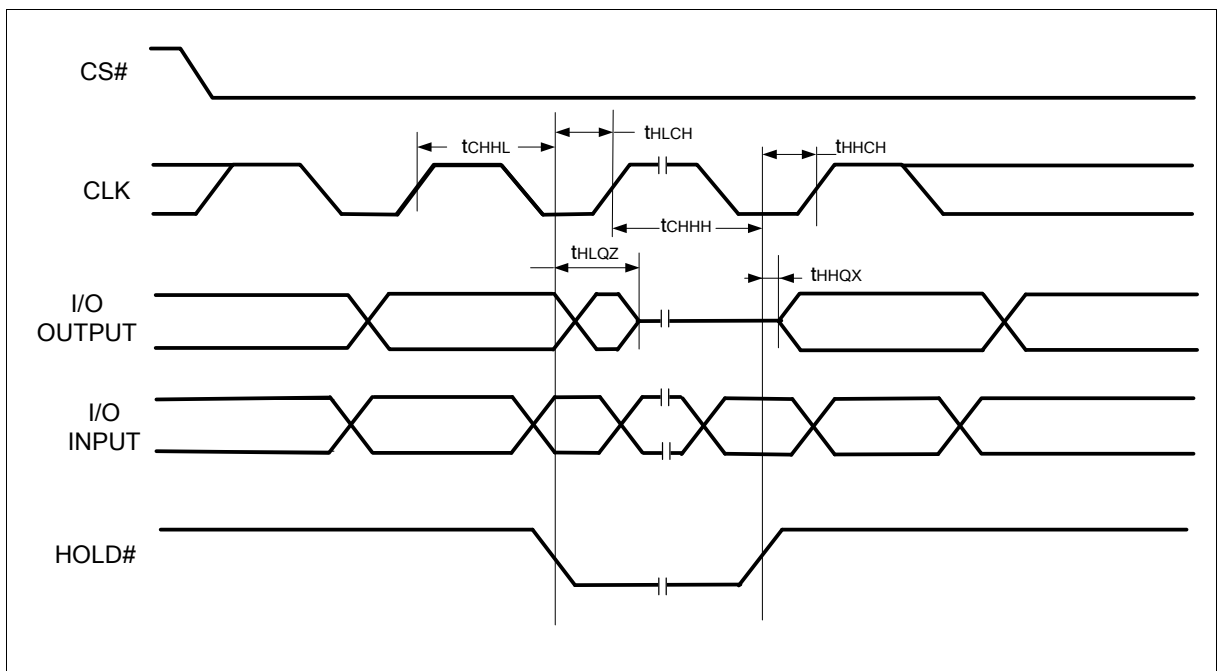 CS#
tCHHL
tHLCH
tHHCH
CLK
tCHHH
tHLQZ
tHHQX
I/O
OUTPUT
I/O
INPUT
HOLD#